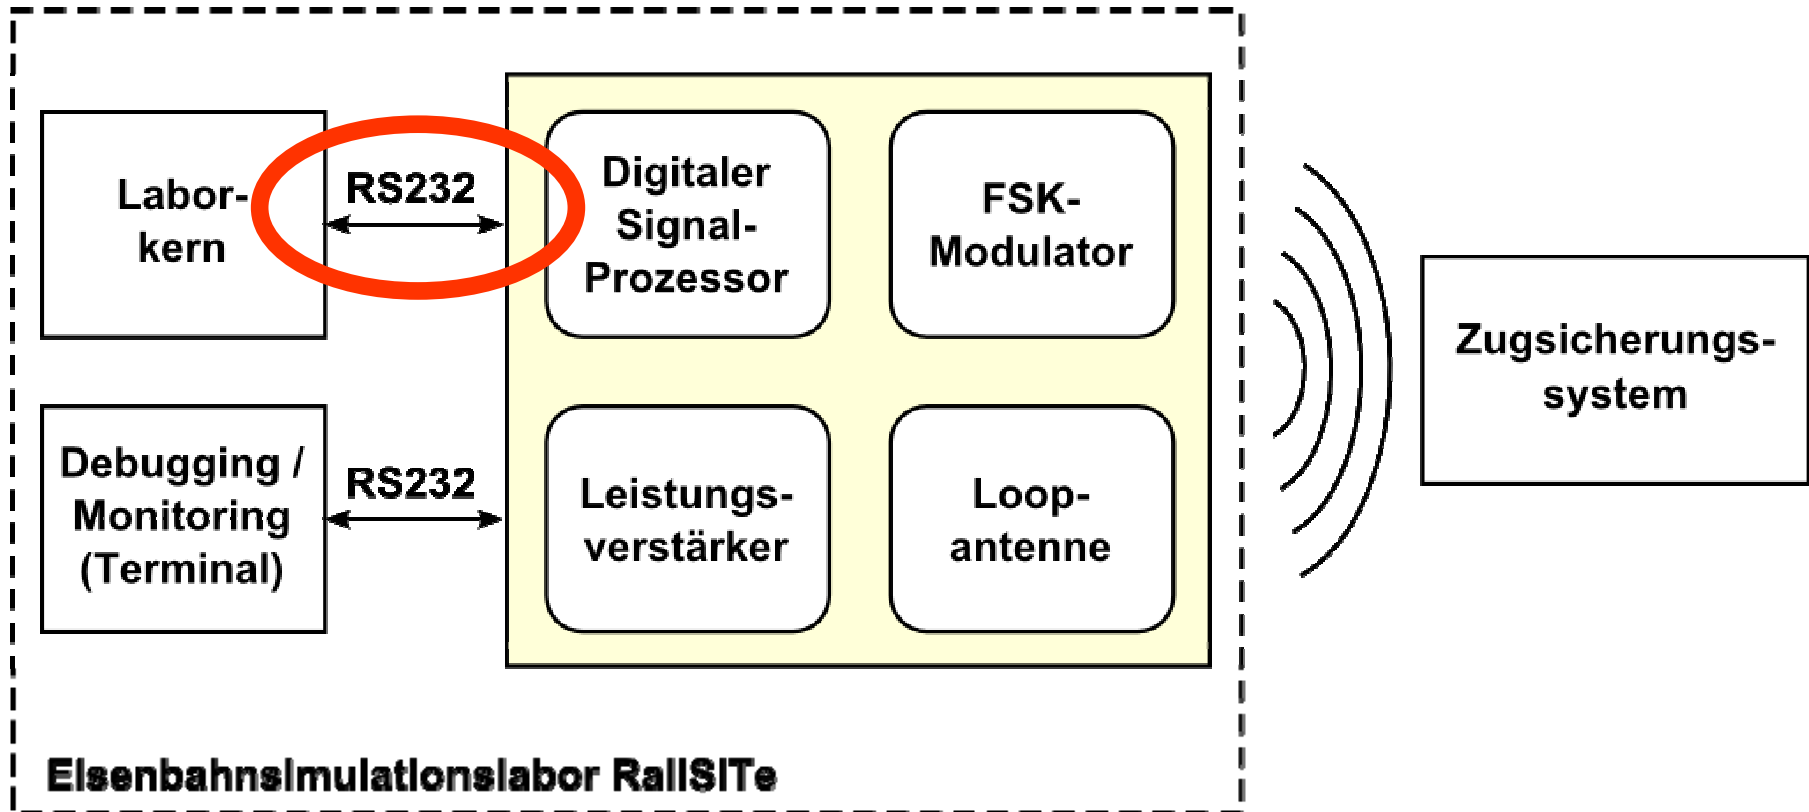 Labor-
kern
RS232
Digitaler
Signal-
Prozessor
FSK-
Modulator
Zugsicherungs-
system
Debugging /
Monitoring
(Terminal)
RS232
Leistungs-
verstärker
Loop-
antenne
Eisenbahnsimulationslabor RailSiTe